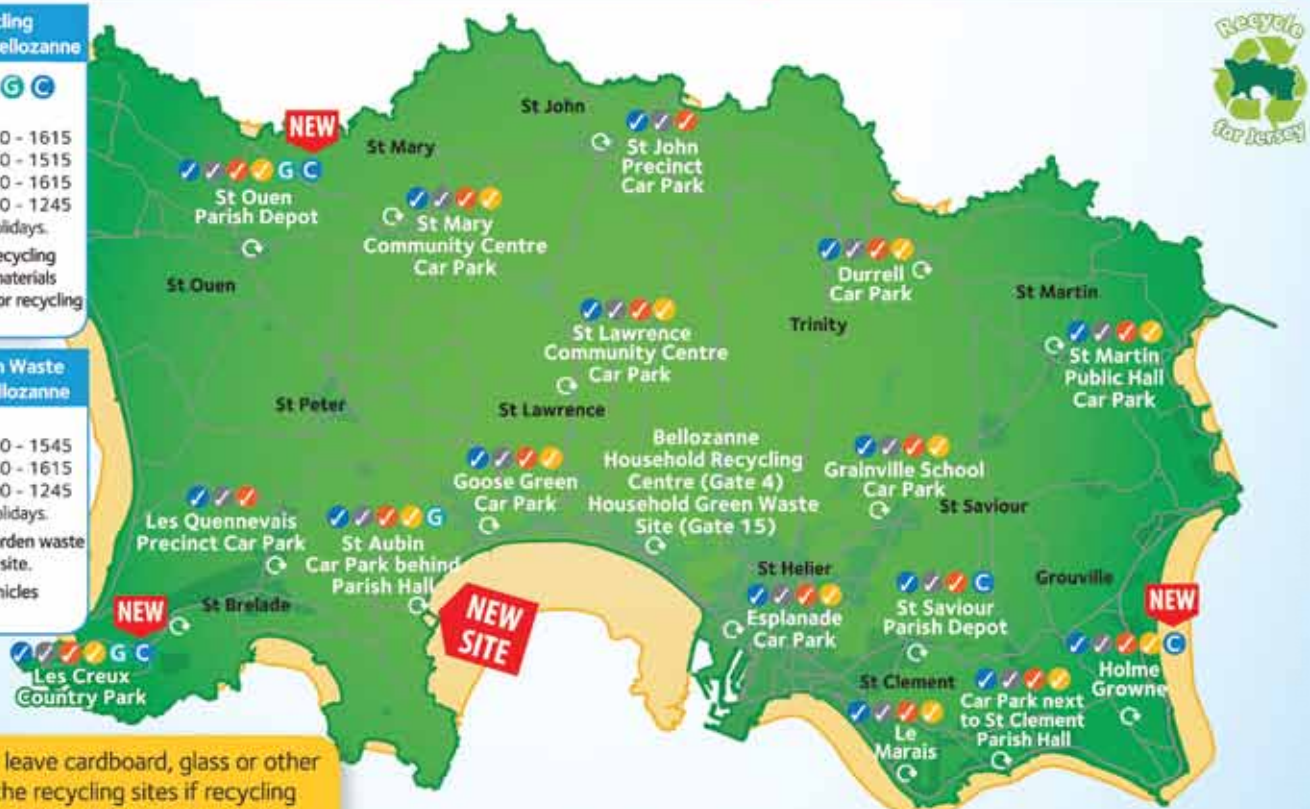 ling
ellozanne
G C
0 - 1615
0 - 1515
0 - 1615
0 - 1245
lidays.
ecycling
naterials
or recycling
n Waste
llozanne
0 - 1545
0 - 1615
0 - 1245
lidays.
rden waste
site.
nicles
Recycle
for Jersey
St John
St John
Precinct
Car Park
NEW
St Mary
G C
St Ouen
Parish Depot
St Mary
Community Centre
Car Park
Durrell
Car Park
St Ouen
St Martin
Trinity
St Lawrence
Community Centre
Car Park
St Martin
Public Hall
Car Park
St Peter
St Lawrence
Bellozanne
Household Recycling
Centre (Gate 4)
Household Green Waste
Site (Gate 15)
Goose Green
Car Park
Grainville School
Car Park
St Saviour
Les Quennevais
Precinct Car Park
G
St Aubin
Car Park behind
Parish Hall
St Helier
Esplanade
Car Park
C
St Saviour
Parish Depot
Grouville
NEW
St Brelade
NEW
NEW
SITE
G C
Les Creux
Country Park
C
Holme
Growne
St Clement
Car Park next
to St Clement
Parish Hall
Le
Marais
leave cardboard, glass or other
the recycling sites if recycling